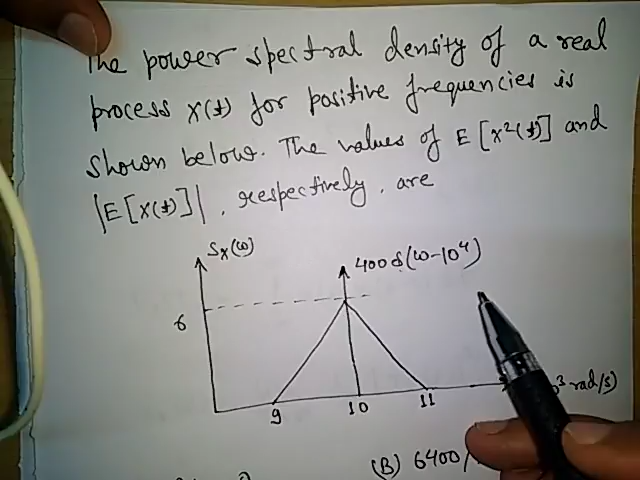 The power spectral density of a real
process X(t) for positive frequencies is
shown below. The values of E[X²(t)] and
|E[X(t)]|, respectively, are
Sx(ω)
400δ(ω-10⁴)
6
9 10 11
³ rad/s)
(B) 6400/